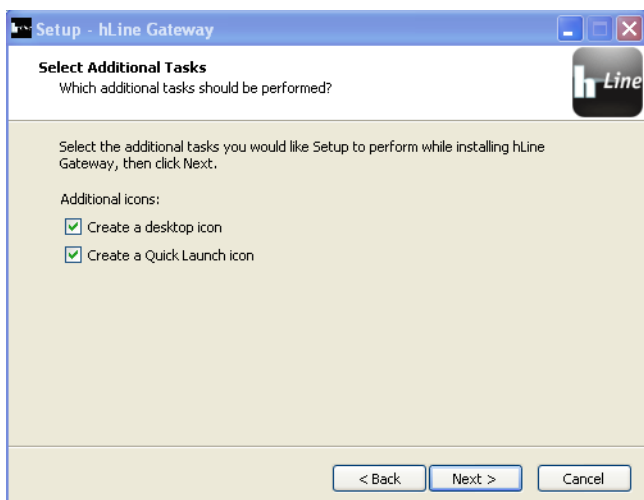 Setup - hLine Gateway
Select Additional Tasks
Which additional tasks should be performed?
h Line
Select the additional tasks you would like Setup to perform while installing hLine
Gateway, then click Next.
Additional icons:
Create a desktop icon
Create a Quick Launch icon
< Back
Next >
Cancel